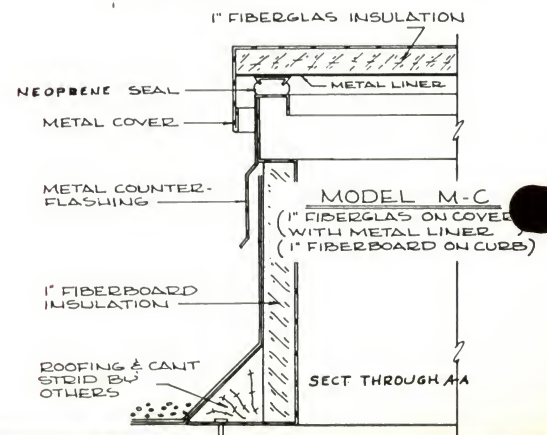 1" FIBERGLAS INSULATION
METAL LINER
NEOPRENE SEAL
METAL COVER
METAL COUNTER-
FLASHING
MODEL M-C
(1" FIBERGLAS ON COVER
WITH METAL LINER)
(1" FIBERBOARD ON CURB)
1" FIBERBOARD
INSULATION
ROOFING & CANT
STRID BY
OTHERS
SECT THROUGH A-A